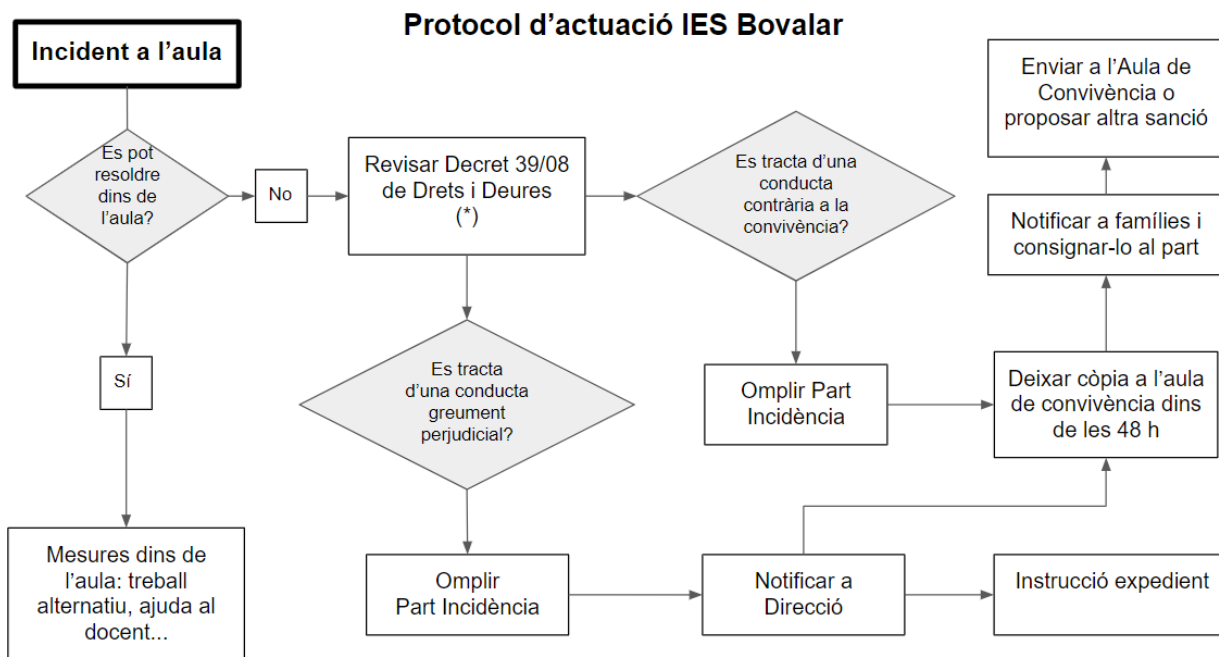 Protocol d’actuació IES Bovalar
Incident a l’aula
Es pot
resoldre
dins de
l’aula?
No
Sí
Mesures dins de
l’aula: treball
alternatiu, ajuda al
docent...
Revisar Decret 39/08
de Drets i Deures
(*)
Es tracta
d’una conducta
greument
perjudicial?
Omplir
Part Incidència
Notificar a
Direcció
Instrucció expedient
Es tracta d’una
conducta
contrària a la
convivència?
Omplir Part
Incidència
Deixar còpia a l’aula
de convivència dins
de les 48 h
Notificar a famílies i
consignar-lo al part
Enviar a l’Aula de
Convivència o
proposar altra sanció